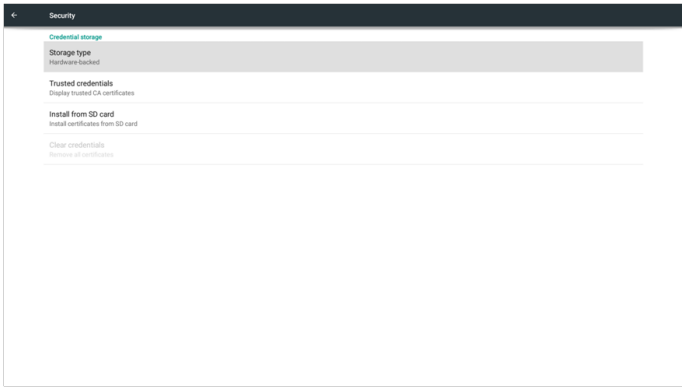 Security
Credential storage
Storage type
Hardware-backed
Trusted credentials
Display trusted CA certificates
Install from SD card
Install certificates from SD card
Clear credentials
Remove all certificates